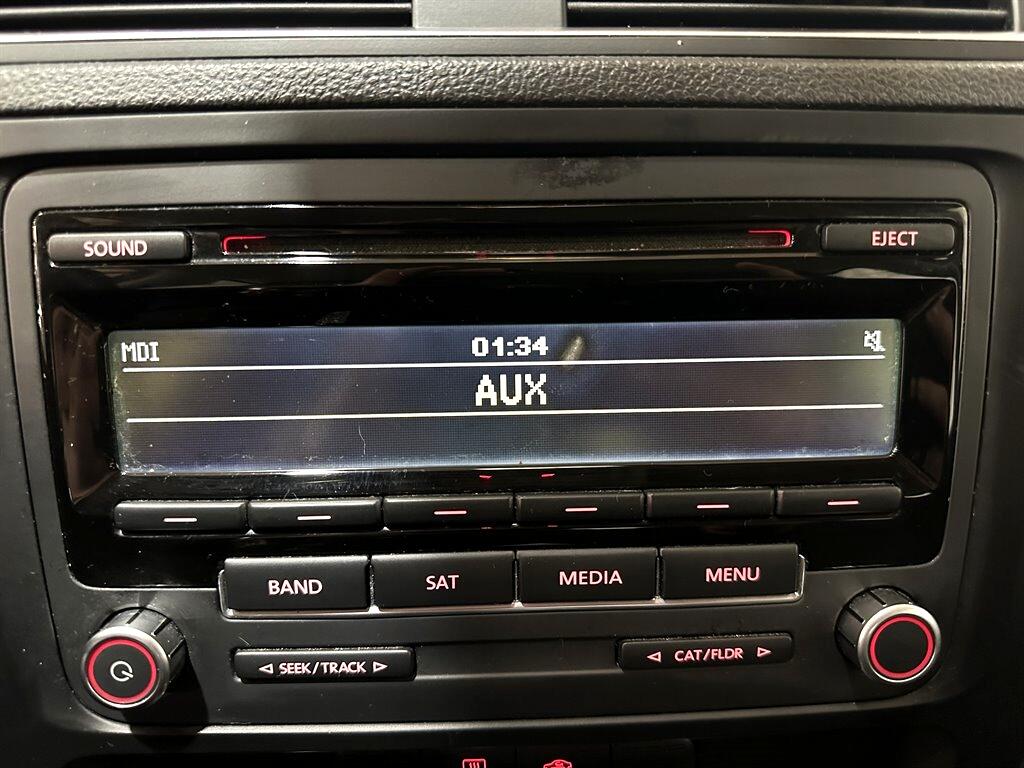 SOUND
EJECT
MDI 01:34
AUX
BAND SAT MEDIA MENU
SEEK/TRACK CAT/FLDR